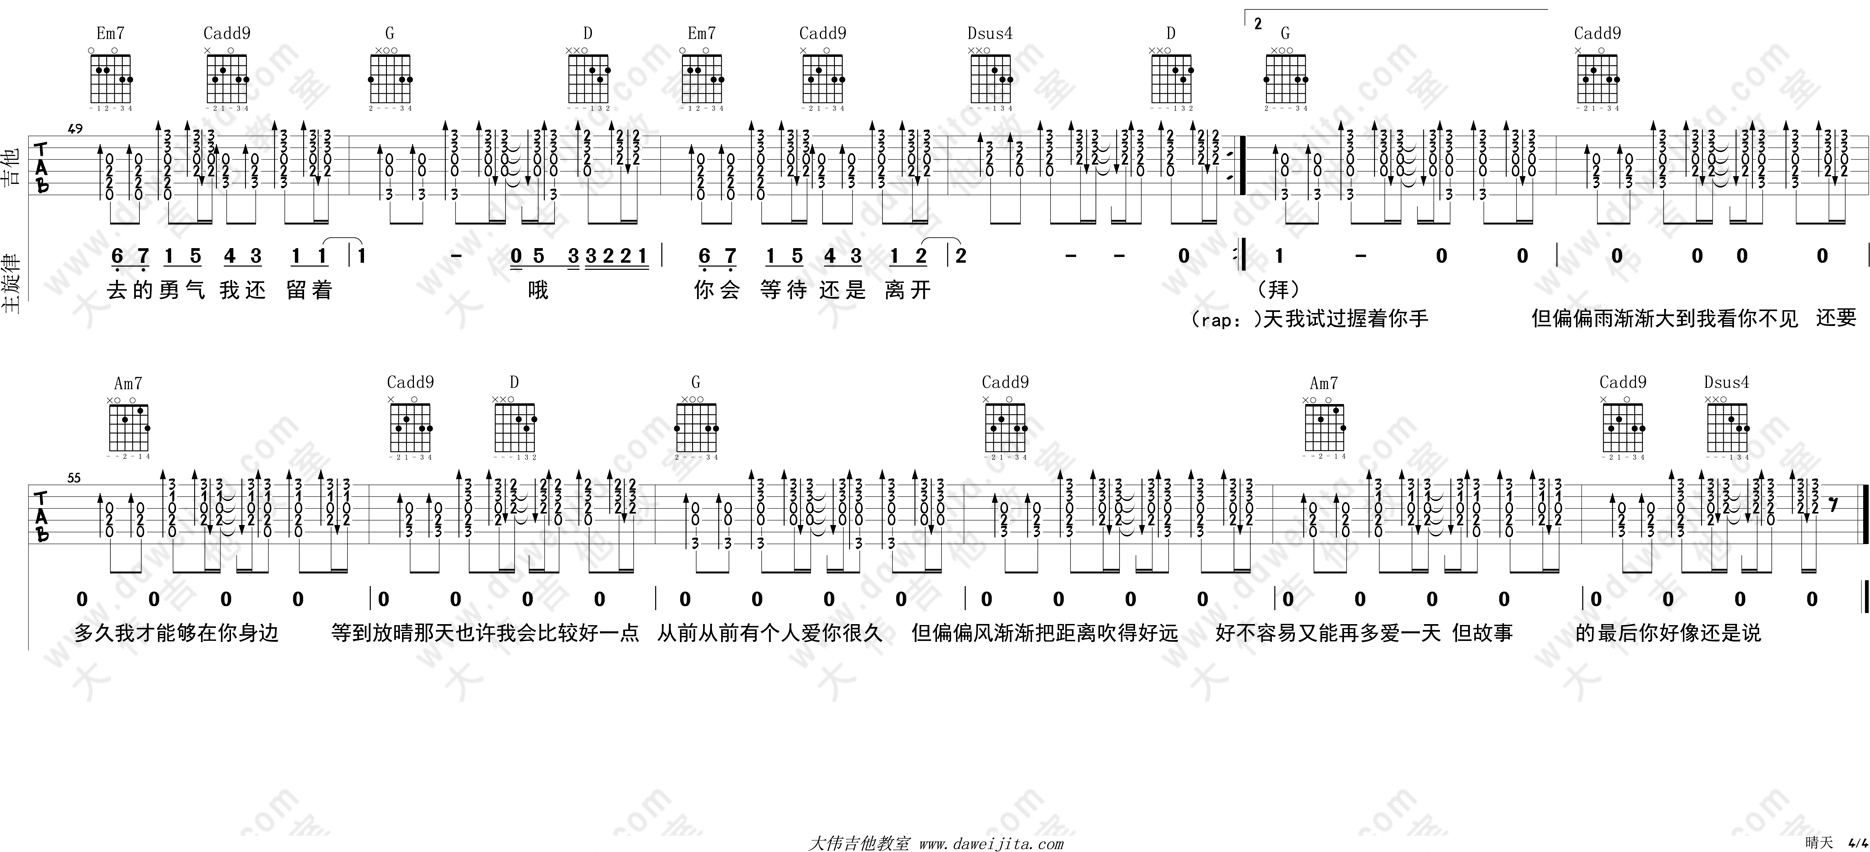 2
Em7 Cadd9 G D Em7 Cadd9 Dsus4 D G Cadd9
49
吉他
TAB
主旋律
6 7 1 5 4 3 1 1 1 - 0 5 3 3 2 2 1 6 7 1 5 4 3 1 2 2 - - 0 1 - 0 0 0 0 0 0
去的勇气 我还 留着 哦 你会 等待 还是 离开 （拜）
（rap：）天我试过握着你手 但偏偏雨渐渐大到我看你不见 还要
Am7 Cadd9 D G Cadd9 Am7 Cadd9 Dsus4
55
TAB
0 0 0 0 0 0 0 0 0 0 0 0 0 0 0 0 0 0 0 0 0 0 0 0
多久我才能够在你身边 等到放晴那天也许我会比较好一点 从前从前有个人爱你很久 但偏偏风渐渐把距离吹得好远 好不容易又能再多爱一天 但故事 的最后你好像还是说
大伟吉他教室 www.daweijita.com
晴天 4/4